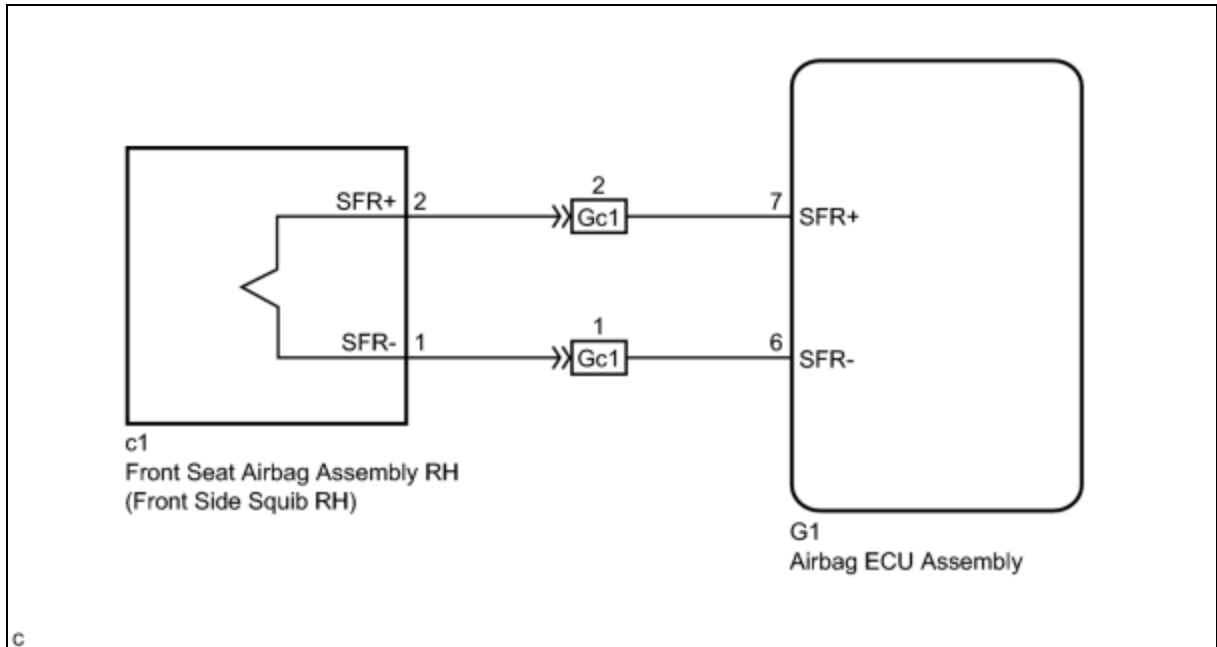 2
SFR+ 2 Gc1 7 SFR+
1
SFR- 1 Gc1 6 SFR-
c1
Front Seat Airbag Assembly RH
(Front Side Squib RH)
G1
Airbag ECU Assembly
c